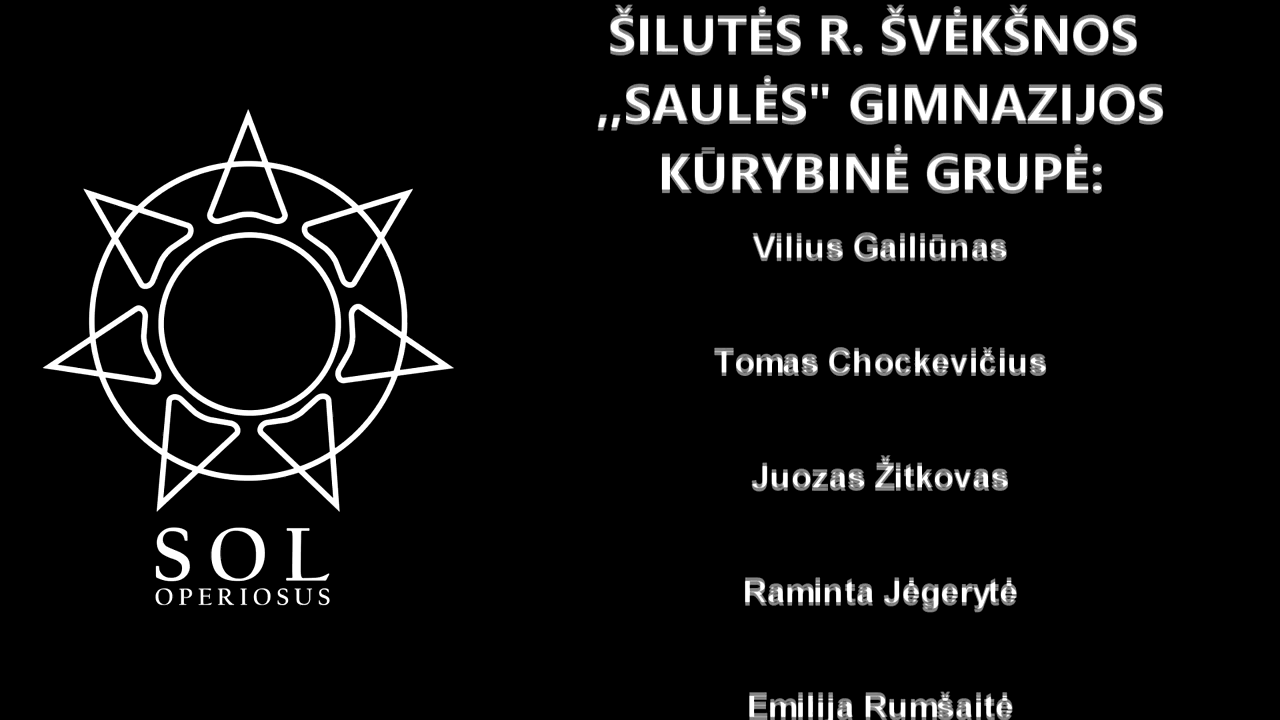 ŠILUTĖS R. ŠVĖKŠNOS
,,SAULĖS" GIMNAZIJOS
KŪRYBINĖ GRUPĖ:
Vilius Gailiūnas
Tomas Chockevičius
Juozas Žitkovas
Raminta Jėgerytė
Emilija Rumšaitė
SOL
OPERIOSUS